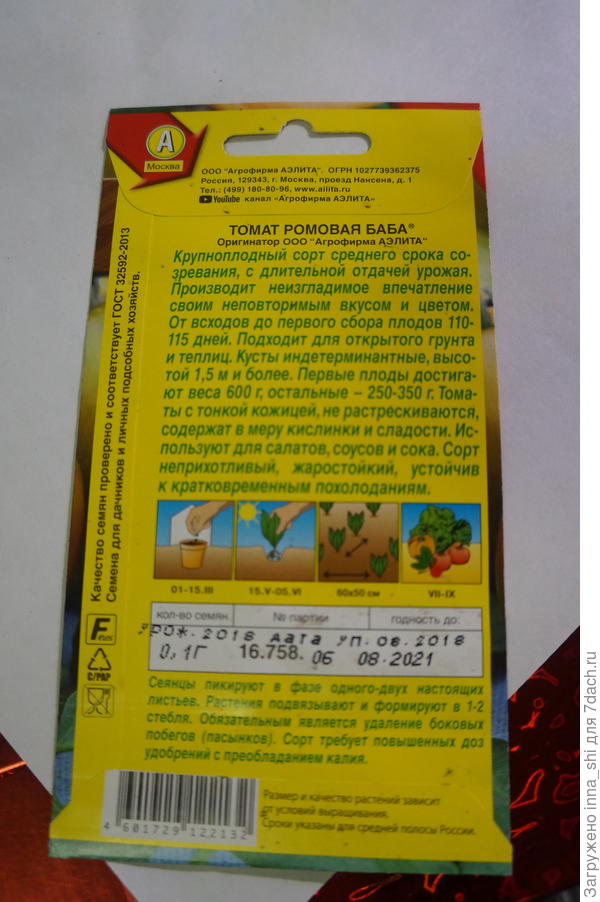 А
Москва
ООО "Агрофирма АЭЛИТА". ОГРН 1027739362375
Россия, 129343, г. Москва, проезд Нансена, д. 1
Тел.: (499) 180-80-96, www.ailita.ru
YouTube канал «Агрофирма АЭЛИТА»
ТОМАТ РОМОВАЯ БАБА®
Оригинатор ООО "Агрофирма АЭЛИТА"
Крупноплодный сорт среднего срока со-
зревания, с длительной отдачей урожая.
Производит неизгладимое впечатление
своим неповторимым вкусом и цветом.
От всходов до первого сбора плодов 110-
115 дней. Подходит для открытого грунта
и теплиц. Кусты индетерминантные, высо-
той 1,5 м и более. Первые плоды достига-
ют веса 600 г, остальные – 250-350 г. Тома-
ты с тонкой кожицей, не растрескиваются,
содержат в меру кислинки и сладости. Ис-
пользуют для салатов, соусов и сока. Сорт
неприхотливый, жаростойкий, устойчив
к кратковременным похолоданиям.
01-15.III
15.V-05.VI
60x50 см
VII-IX
кол-во семян
№ партии
годность до:
УРОЖ. 2018 дата УП. 08. 2018
0,1Г 16.758. 06 08.2021
Сеянцы пикируют в фазе одного-двух настоящих
листьев. Растения подвязывают и формируют в 1-2
стебля. Обязательным является удаление боковых
побегов (пасынков). Сорт требует повышенных доз
удобрений с преобладанием калия.
Размер и качество растений зависит
от условий выращивания.
Сроки указаны для средней полосы России.
4 601729 122132
Качество семян проверено и соответствует ГОСТ 32592-2013
Семена для дачников и личных подсобных хозяйств.
C/PAP
Загружено inna_shi для 7dach.ru